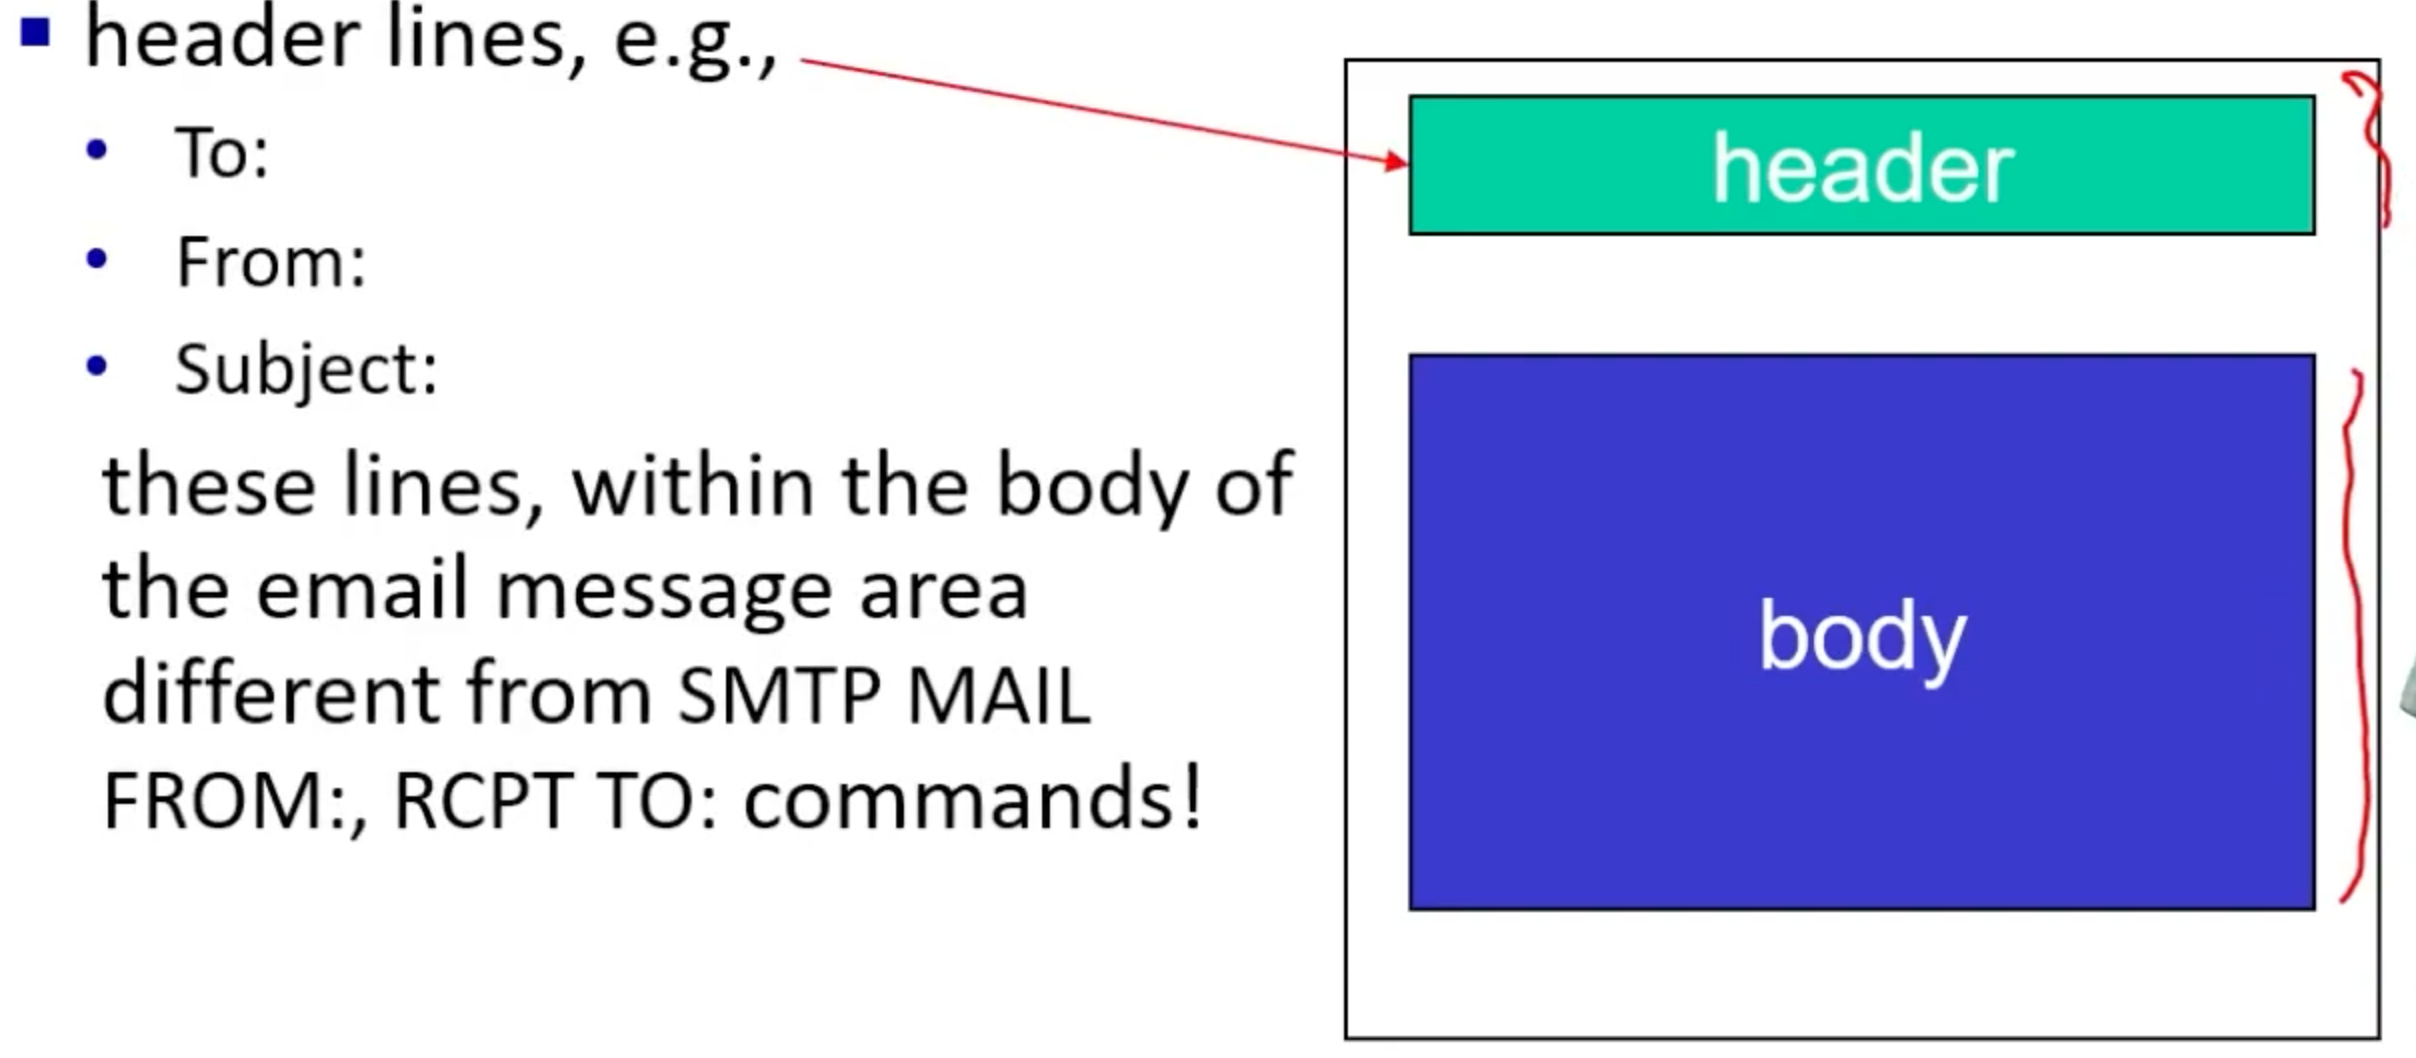 header lines, e.g.,
To:
From:
Subject:
these lines, within the body of
the email message area
different from SMTP MAIL
FROM:, RCPT TO: commands!
header
body